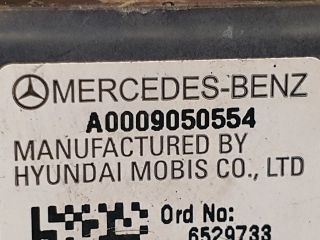 MERCEDES-BENZ
A0009050554
MANUFACTURED BY
HYUNDAI MOBIS CO., LTD
Ord No:
6529733